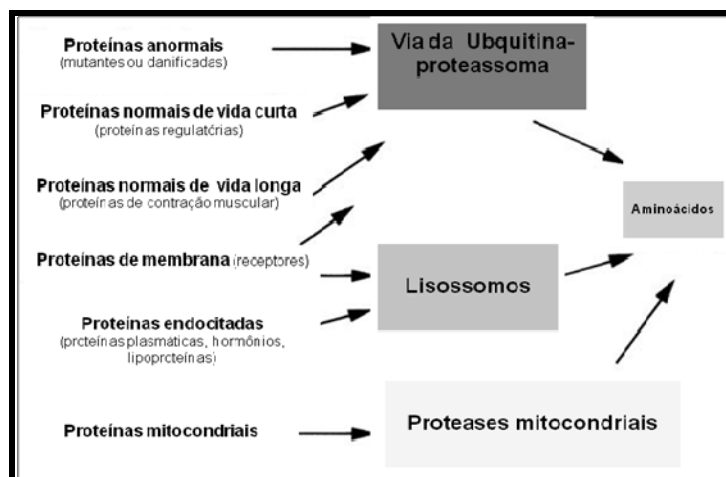 Proteínas anormais
(mutantes ou danificadas)
Via da Ubquitina-
proteassoma
Proteínas normais de vida curta
(proteínas regulatórias)
Proteínas normais de vida longa
(proteínas de contração muscular)
Aminoácidos
Proteínas de membrana (receptores)
Lisossomos
Proteínas endocitadas
(proteínas plasmáticas, hormônios,
lipoproteínas)
Proteínas mitocondriais
Proteases mitocondriais